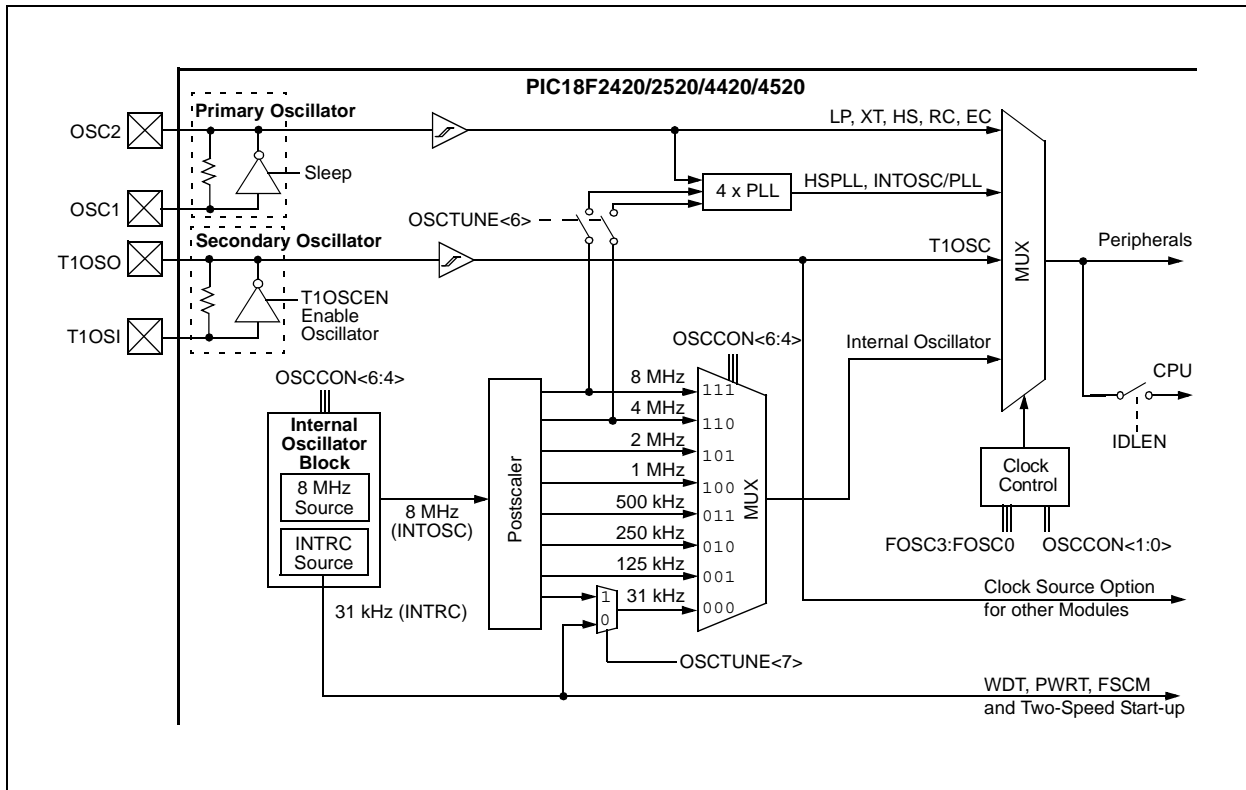 PIC18F2420/2520/4420/4520
Primary Oscillator
OSC2
Sleep
OSC1
LP, XT, HS, RC, EC
4 x PLL
HSPLL, INTOSC/PLL
OSCTUNE<6>
Secondary Oscillator
T1OSO
T1OSCEN
Enable
Oscillator
T1OSI
T1OSC
MUX
Peripherals
Internal Oscillator
CPU
IDLEN
Clock
Control
FOSC3:FOSC0
OSCCON<1:0>
OSCCON<6:4>
Internal
Oscillator
Block
8 MHz
Source
INTRC
Source
8 MHz
(INTOSC)
31 kHz (INTRC)
Postscaler
OSCCON<6:4>
8 MHz
111
4 MHz
110
2 MHz
101
1 MHz
100
500 kHz
011
250 kHz
010
125 kHz
001
1
0
31 kHz
000
MUX
OSCTUNE<7>
Clock Source Option
for other Modules
WDT, PWRT, FSCM
and Two-Speed Start-up